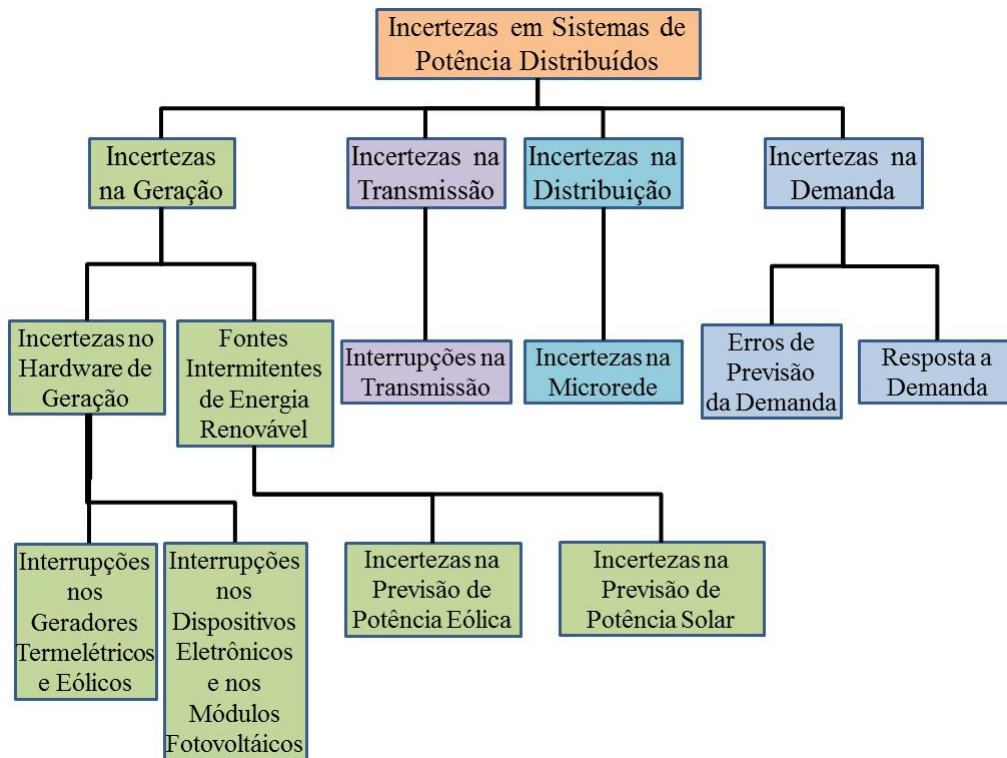 Incertezas em Sistemas de
Potência Distribuídos
Incertezas
na Geração
Incertezas na
Transmissão
Incertezas na
Distribuição
Incertezas na
Demanda
Incertezas no
Hardware de
Geração
Fontes
Intermitentes
de Energia
Renovável
Interrupções na
Transmissão
Incertezas na
Microrede
Erros de
Previsão
da Demanda
Resposta a
Demanda
Interrupções
nos
Geradores
Termelétricos
e Eólicos
Interrupções
nos
Dispositivos
Eletrônicos
e nos
Módulos
Fotovoltáicos
Incertezas na
Previsão de
Potência Eólica
Incertezas na
Previsão de
Potência Solar